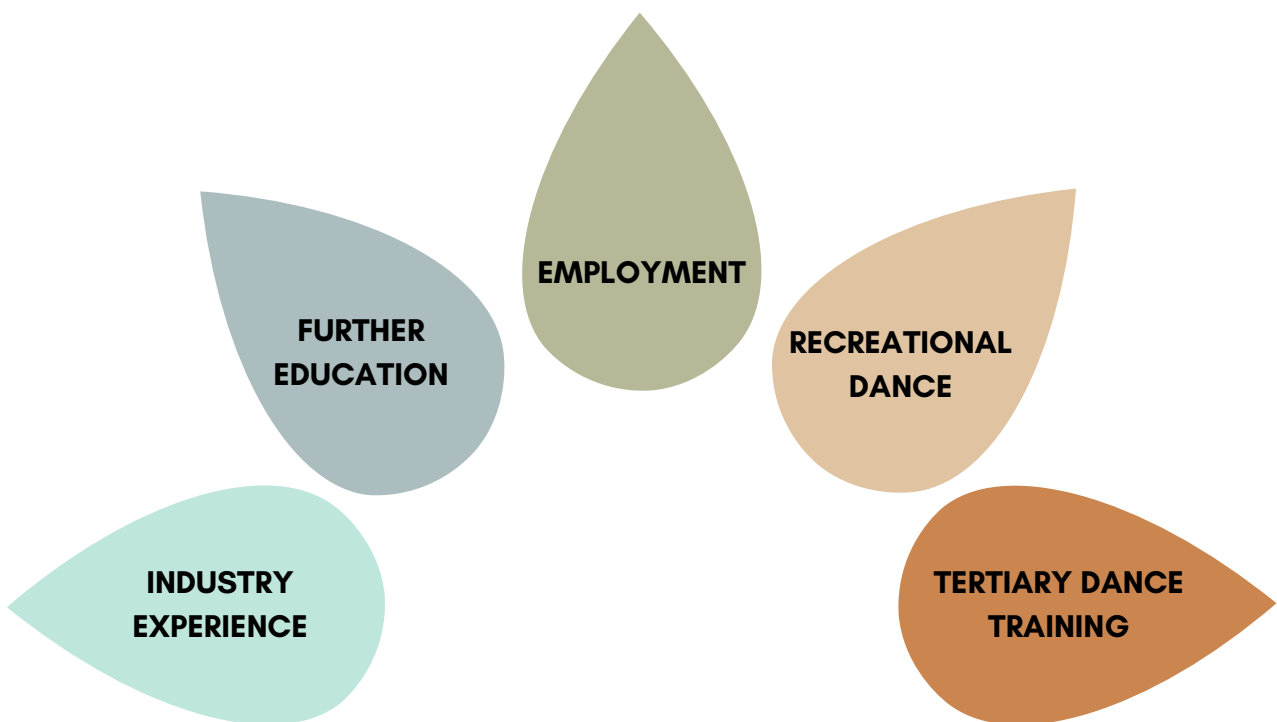 EMPLOYMENT
FURTHER
EDUCATION
RECREATIONAL
DANCE
INDUSTRY
EXPERIENCE
TERTIARY DANCE
TRAINING